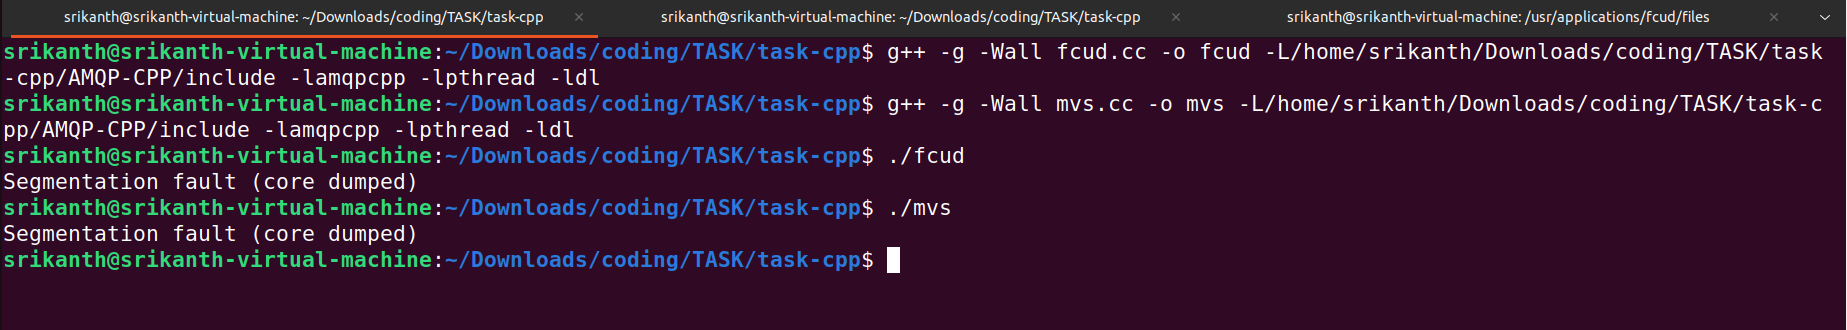 srikanth@srikanth-virtual-machine: ~/Downloads/coding/TASK/task-cpp × srikanth@srikanth-virtual-machine: ~/Downloads/coding/TASK/task-cpp × srikanth@srikanth-virtual-machine: /usr/applications/fcud/files ×
srikanth@srikanth-virtual-machine:~/Downloads/coding/TASK/task-cpp$ g++ -g -Wall fcud.cc -o fcud -L/home/srikanth/Downloads/coding/TASK/task
-cpp/AMQP-CPP/include -lamqpcpp -lpthread -ldl
srikanth@srikanth-virtual-machine:~/Downloads/coding/TASK/task-cpp$ g++ -g -Wall mvs.cc -o mvs -L/home/srikanth/Downloads/coding/TASK/task-c
pp/AMQP-CPP/include -lamqpcpp -lpthread -ldl
srikanth@srikanth-virtual-machine:~/Downloads/coding/TASK/task-cpp$ ./fcud
Segmentation fault (core dumped)
srikanth@srikanth-virtual-machine:~/Downloads/coding/TASK/task-cpp$ ./mvs
Segmentation fault (core dumped)
srikanth@srikanth-virtual-machine:~/Downloads/coding/TASK/task-cpp$